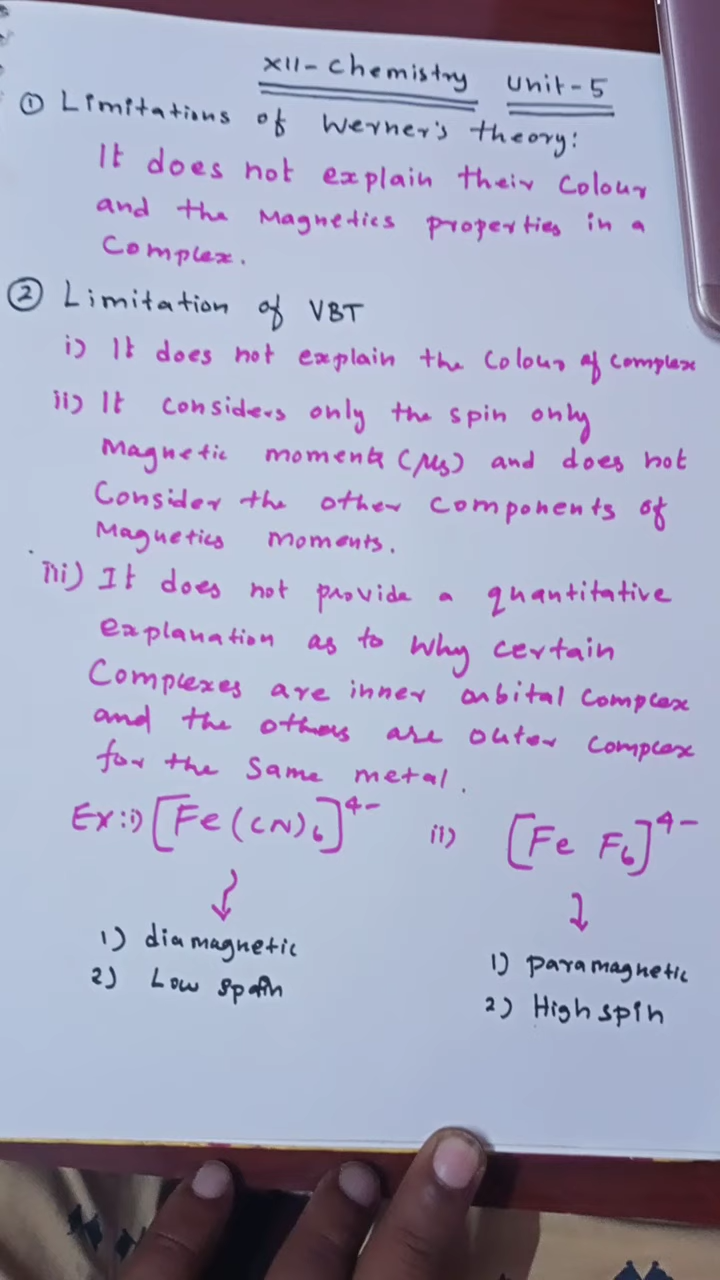 XII - Chemistry Unit - 5
① Limitations of Werner's theory:
It does not explain their Colour
and the Magnetics properties in a
Complex.
② Limitation of VBT
i) It does not explain the Colour of Complex
ii) It considers only the spin only
Magnetic moments (μs) and does not
Consider the other Components of
Magnetics moments.
iii) It does not provide a quantitative
explanation as to why certain
Complexes are inner orbital Complex
and the others are outer Complex
for the same metal.
Ex: i) [Fe(CN)6]4- ii) [Fe F6]4-
1) diamagnetic
2) Low spin
1) paramagnetic
2) High spin